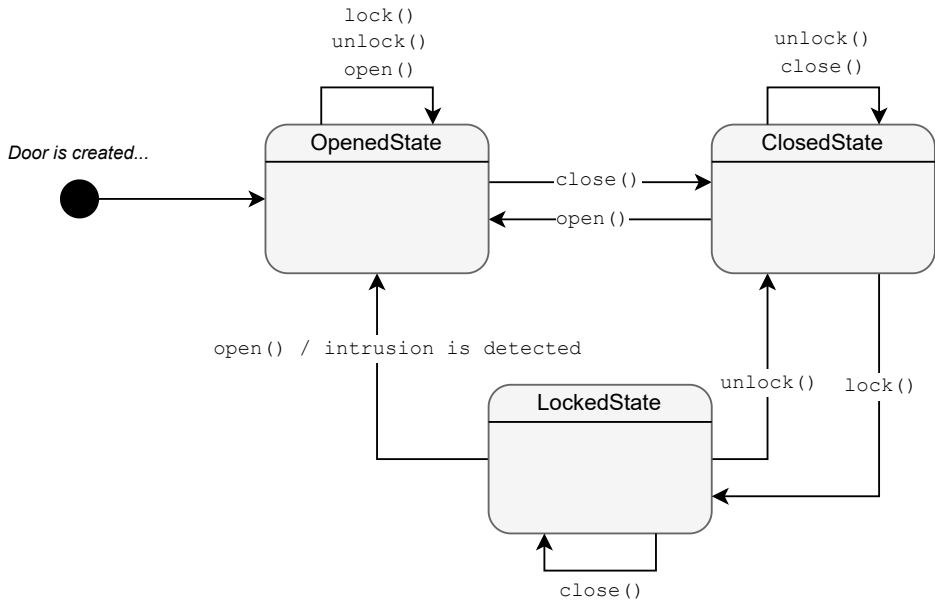 lock()
unlock()
open()
unlock()
close()
Door is created...
OpenedState
ClosedState
close()
open()
open() / intrusion is detected
unlock()
lock()
LockedState
close()